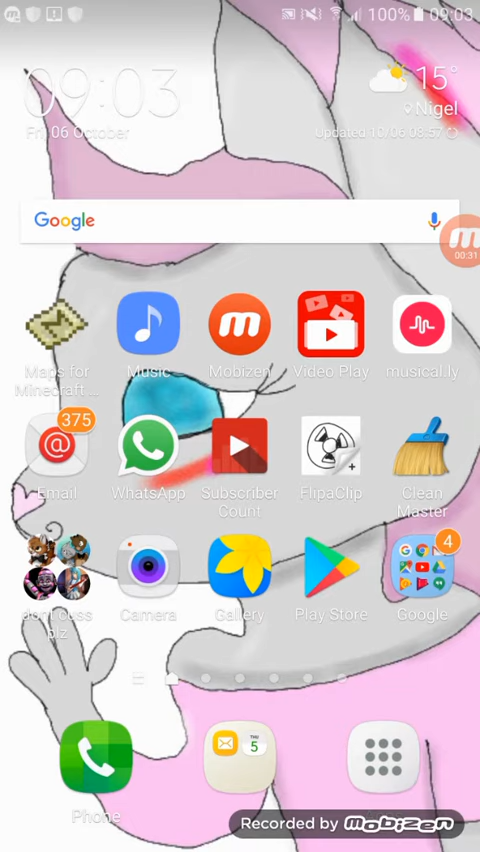 100% 09:03
09:03
Fri, 06 October
15°
Nigel
Updated 10/06 08:57
Google
00:31
Maps for
Minecraft...
Music
Mobizen
Video Play
musical.ly
375
Email
WhatsApp
Subscriber
Count
FlipaClip
Clean
Master
4
dont cuss
plz
Camera
Gallery
Play Store
Google
THU
5
Phone
Recorded by mobizen